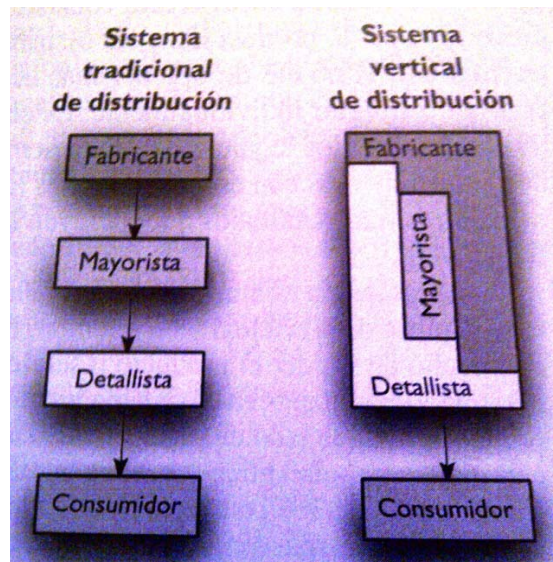 Sistema
tradicional
de distribución
Fabricante
Mayorista
Detallista
Consumidor
Sistema
vertical
de distribución
Fabricante
Mayorista
Detallista
Consumidor